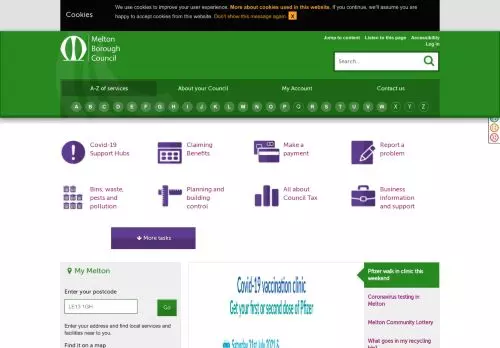 Cookies
We use cookies to improve your user experience. More about cookies used in this website. If you continue, we'll assume you are
happy to accept cookies from this website. Don't show this message again.
X
Melton
Borough
Council
Jump to content Listen to this page Accessibility
Log in
Search...
A-Z of services About your Council My Account Contact us
A B C D E F G H I J K L M N O P Q R S T U V W X Y Z
Covid-19
Support Hubs
Claiming
Benefits
Make a
payment
Report a
problem
Bins, waste,
pests and
pollution
Planning and
building
control
All about
Council Tax
Business
information
and support
More tasks
My Melton
Enter your postcode
LE13 1GH
Go
Enter your address and find local services and
facilities near to you.
Find it on a map
Covid-19 vaccination clinic
Get your first or second dose of Pfizer
Saturday 31st July 2021 &
Pfizer walk in clinic this
weekend
Coronavirus testing in
Melton
Melton Community Lottery
What goes in my recycling